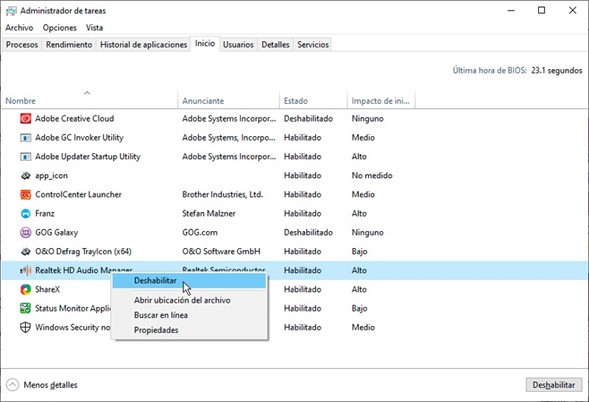 Administrador de tareas
Archivo Opciones Vista
Procesos Rendimiento Historial de aplicaciones Inicio Usuarios Detalles Servicios
Última hora de BIOS: 23.1 segundos
Nombre Anunciante Estado Impacto de ini...
Adobe Creative Cloud Adobe Systems Incorpor... Deshabilitado Ninguno
Adobe GC Invoker Utility Adobe Systems, Incorpor... Habilitado Medio
Adobe Updater Startup Utility Adobe Systems Incorpor... Habilitado Alto
app_icon Habilitado No medido
ControlCenter Launcher Brother Industries, Ltd. Habilitado Medio
Franz Stefan Malzner Habilitado Alto
GOG Galaxy GOG.com Deshabilitado Ninguno
O&O Defrag TrayIcon (x64) O&O Software GmbH Habilitado Bajo
Realtek HD Audio Manager Realtek Semiconductor Habilitado Alto
Deshabilitar
ShareX Habilitado Alto
Abrir ubicación del archivo
Status Monitor Applic Habilitado Bajo
Buscar en línea
Windows Security no Habilitado Medio
Propiedades
Menos detalles Deshabilitar